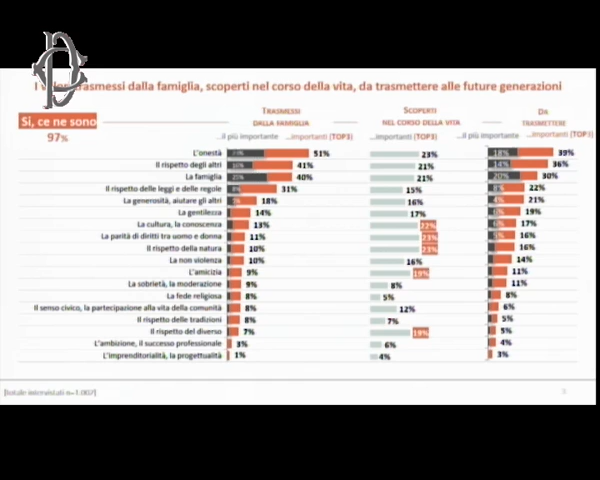 I valori trasmessi dalla famiglia, scoperti nel corso della vita, da trasmettere alle future generazioni
Si, ce ne sono
97%
TRASMESSI DALLA FAMIGLIA
SCOPERTI NEL CORSO DELLA VITA
DA TRASMETTERE
...il più importante ...importanti (TOP3) ...importanti (TOP3) ...il più importante ...importanti (TOP3)
L'onestà 51% 23% 18% 39%
Il rispetto degli altri 41% 21% 14% 36%
La famiglia 40% 21% 20% 30%
Il rispetto delle leggi e delle regole 31% 15% 22%
La generosità, aiutare gli altri 18% 16% 21%
La gentilezza 14% 17% 19%
La cultura, la conoscenza 13% 22% 17%
La parità di diritti tra uomo e donna 11% 23% 16%
Il rispetto della natura 10% 23% 16%
La non violenza 10% 16% 14%
L'amicizia 9% 19% 11%
La sobrietà, la moderazione 9% 8% 11%
La fede religiosa 8% 5% 8%
Il senso civico, la partecipazione alla vita della comunità 8% 12% 6%
Il rispetto delle tradizioni 8% 7% 5%
Il rispetto del diverso 7% 19% 5%
L'ambizione, il successo professionale 3% 6% 4%
L'imprenditorialità, la progettualità 1% 4% 3%
[totale intervistati n=1.007]